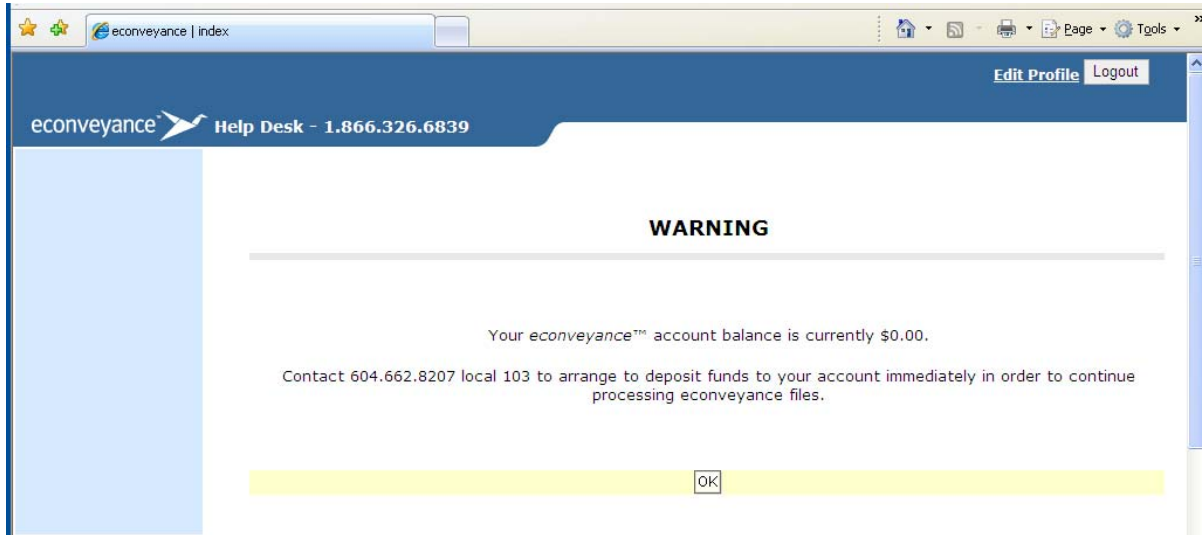 econveyance | index
Page
Tools
»
Edit Profile Logout
econveyance™ Help Desk - 1.866.326.6839
WARNING
Your econveyance™ account balance is currently $0.00.
Contact 604.662.8207 local 103 to arrange to deposit funds to your account immediately in order to continue
processing econveyance files.
OK